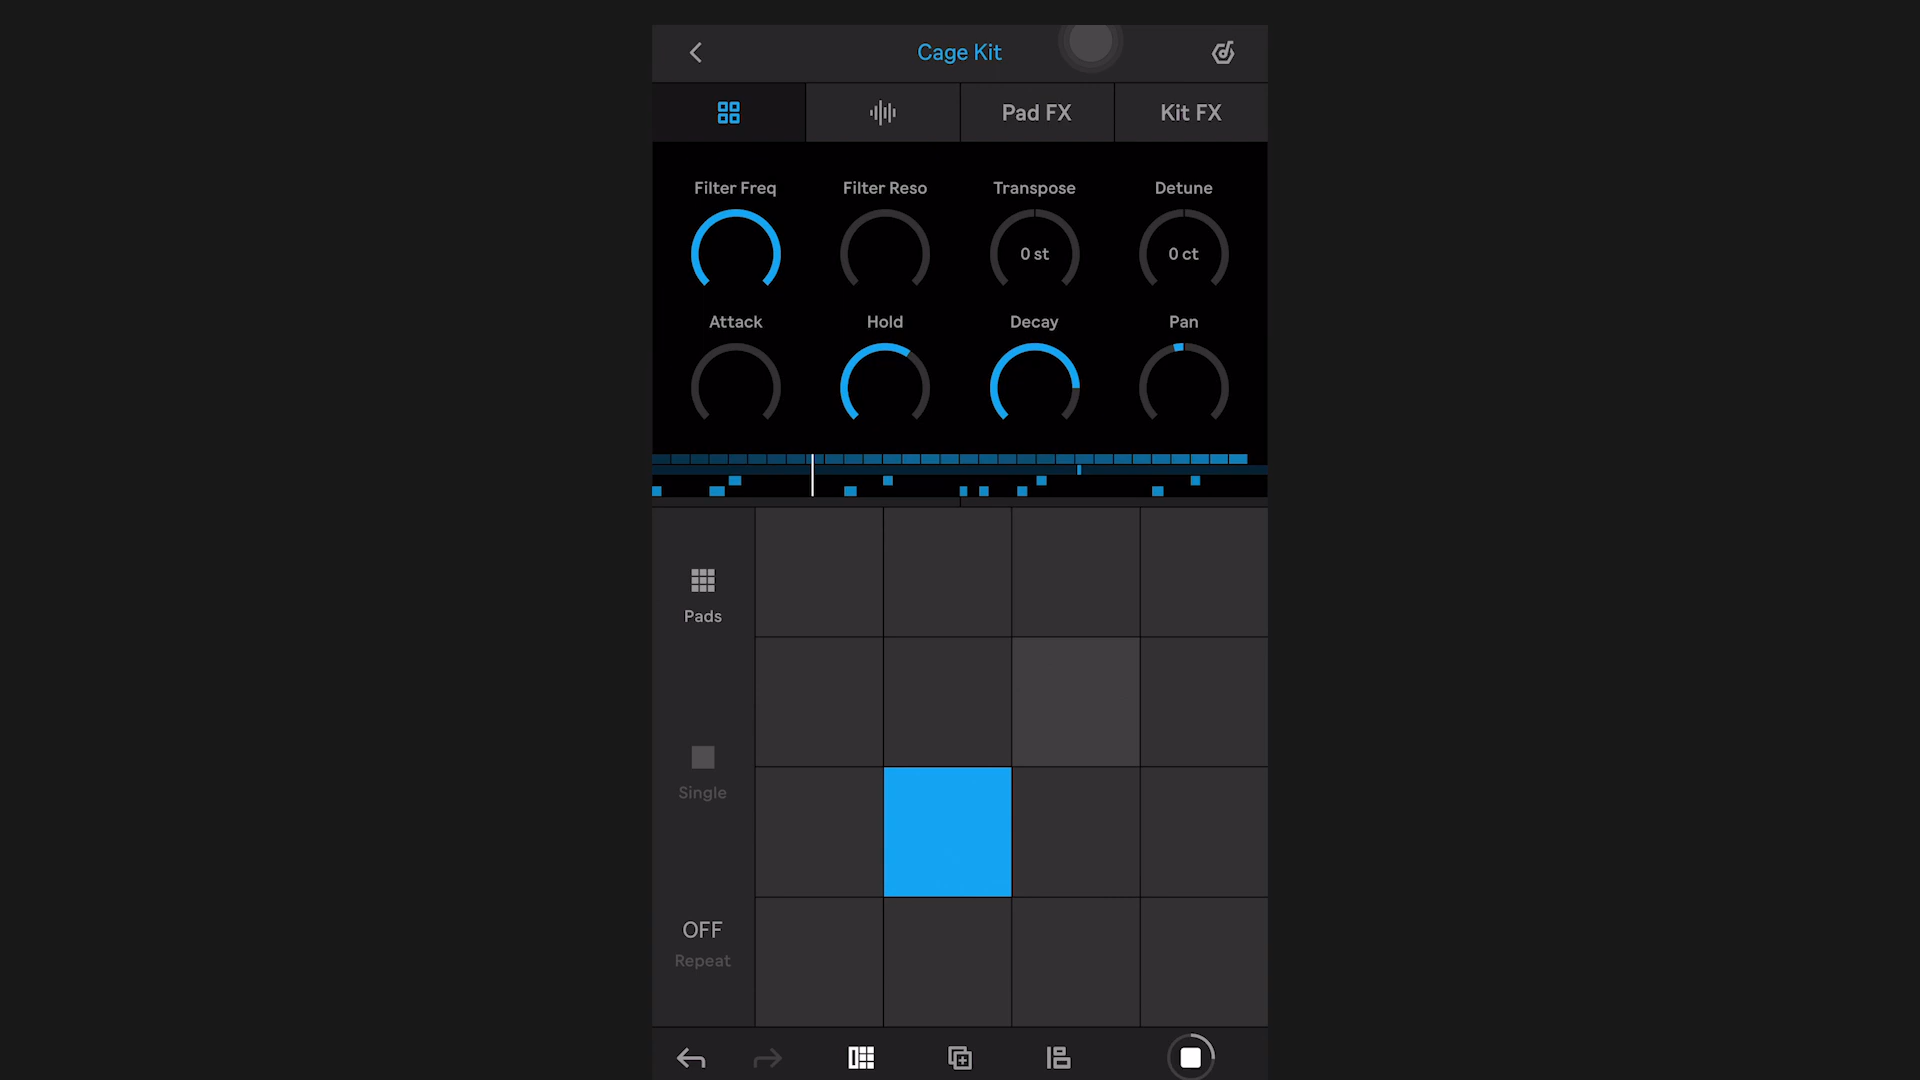 Cage Kit
Pad FX
Kit FX
Filter Freq
Filter Reso
Transpose
Detune
0 st
0 ct
Attack
Hold
Decay
Pan
Pads
Single
OFF
Repeat